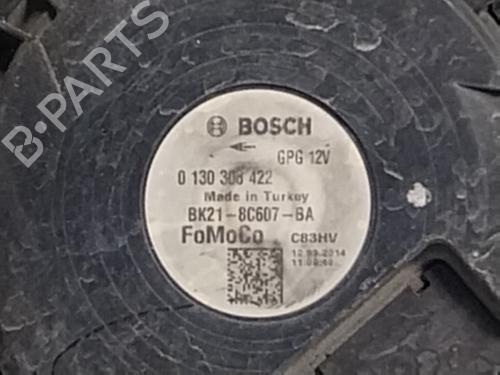 B-PARTS
BOSCH
GPG 12V
0 130 308 422
Made in Turkey
BK21-8C607-BA
FoMoCo C83HV